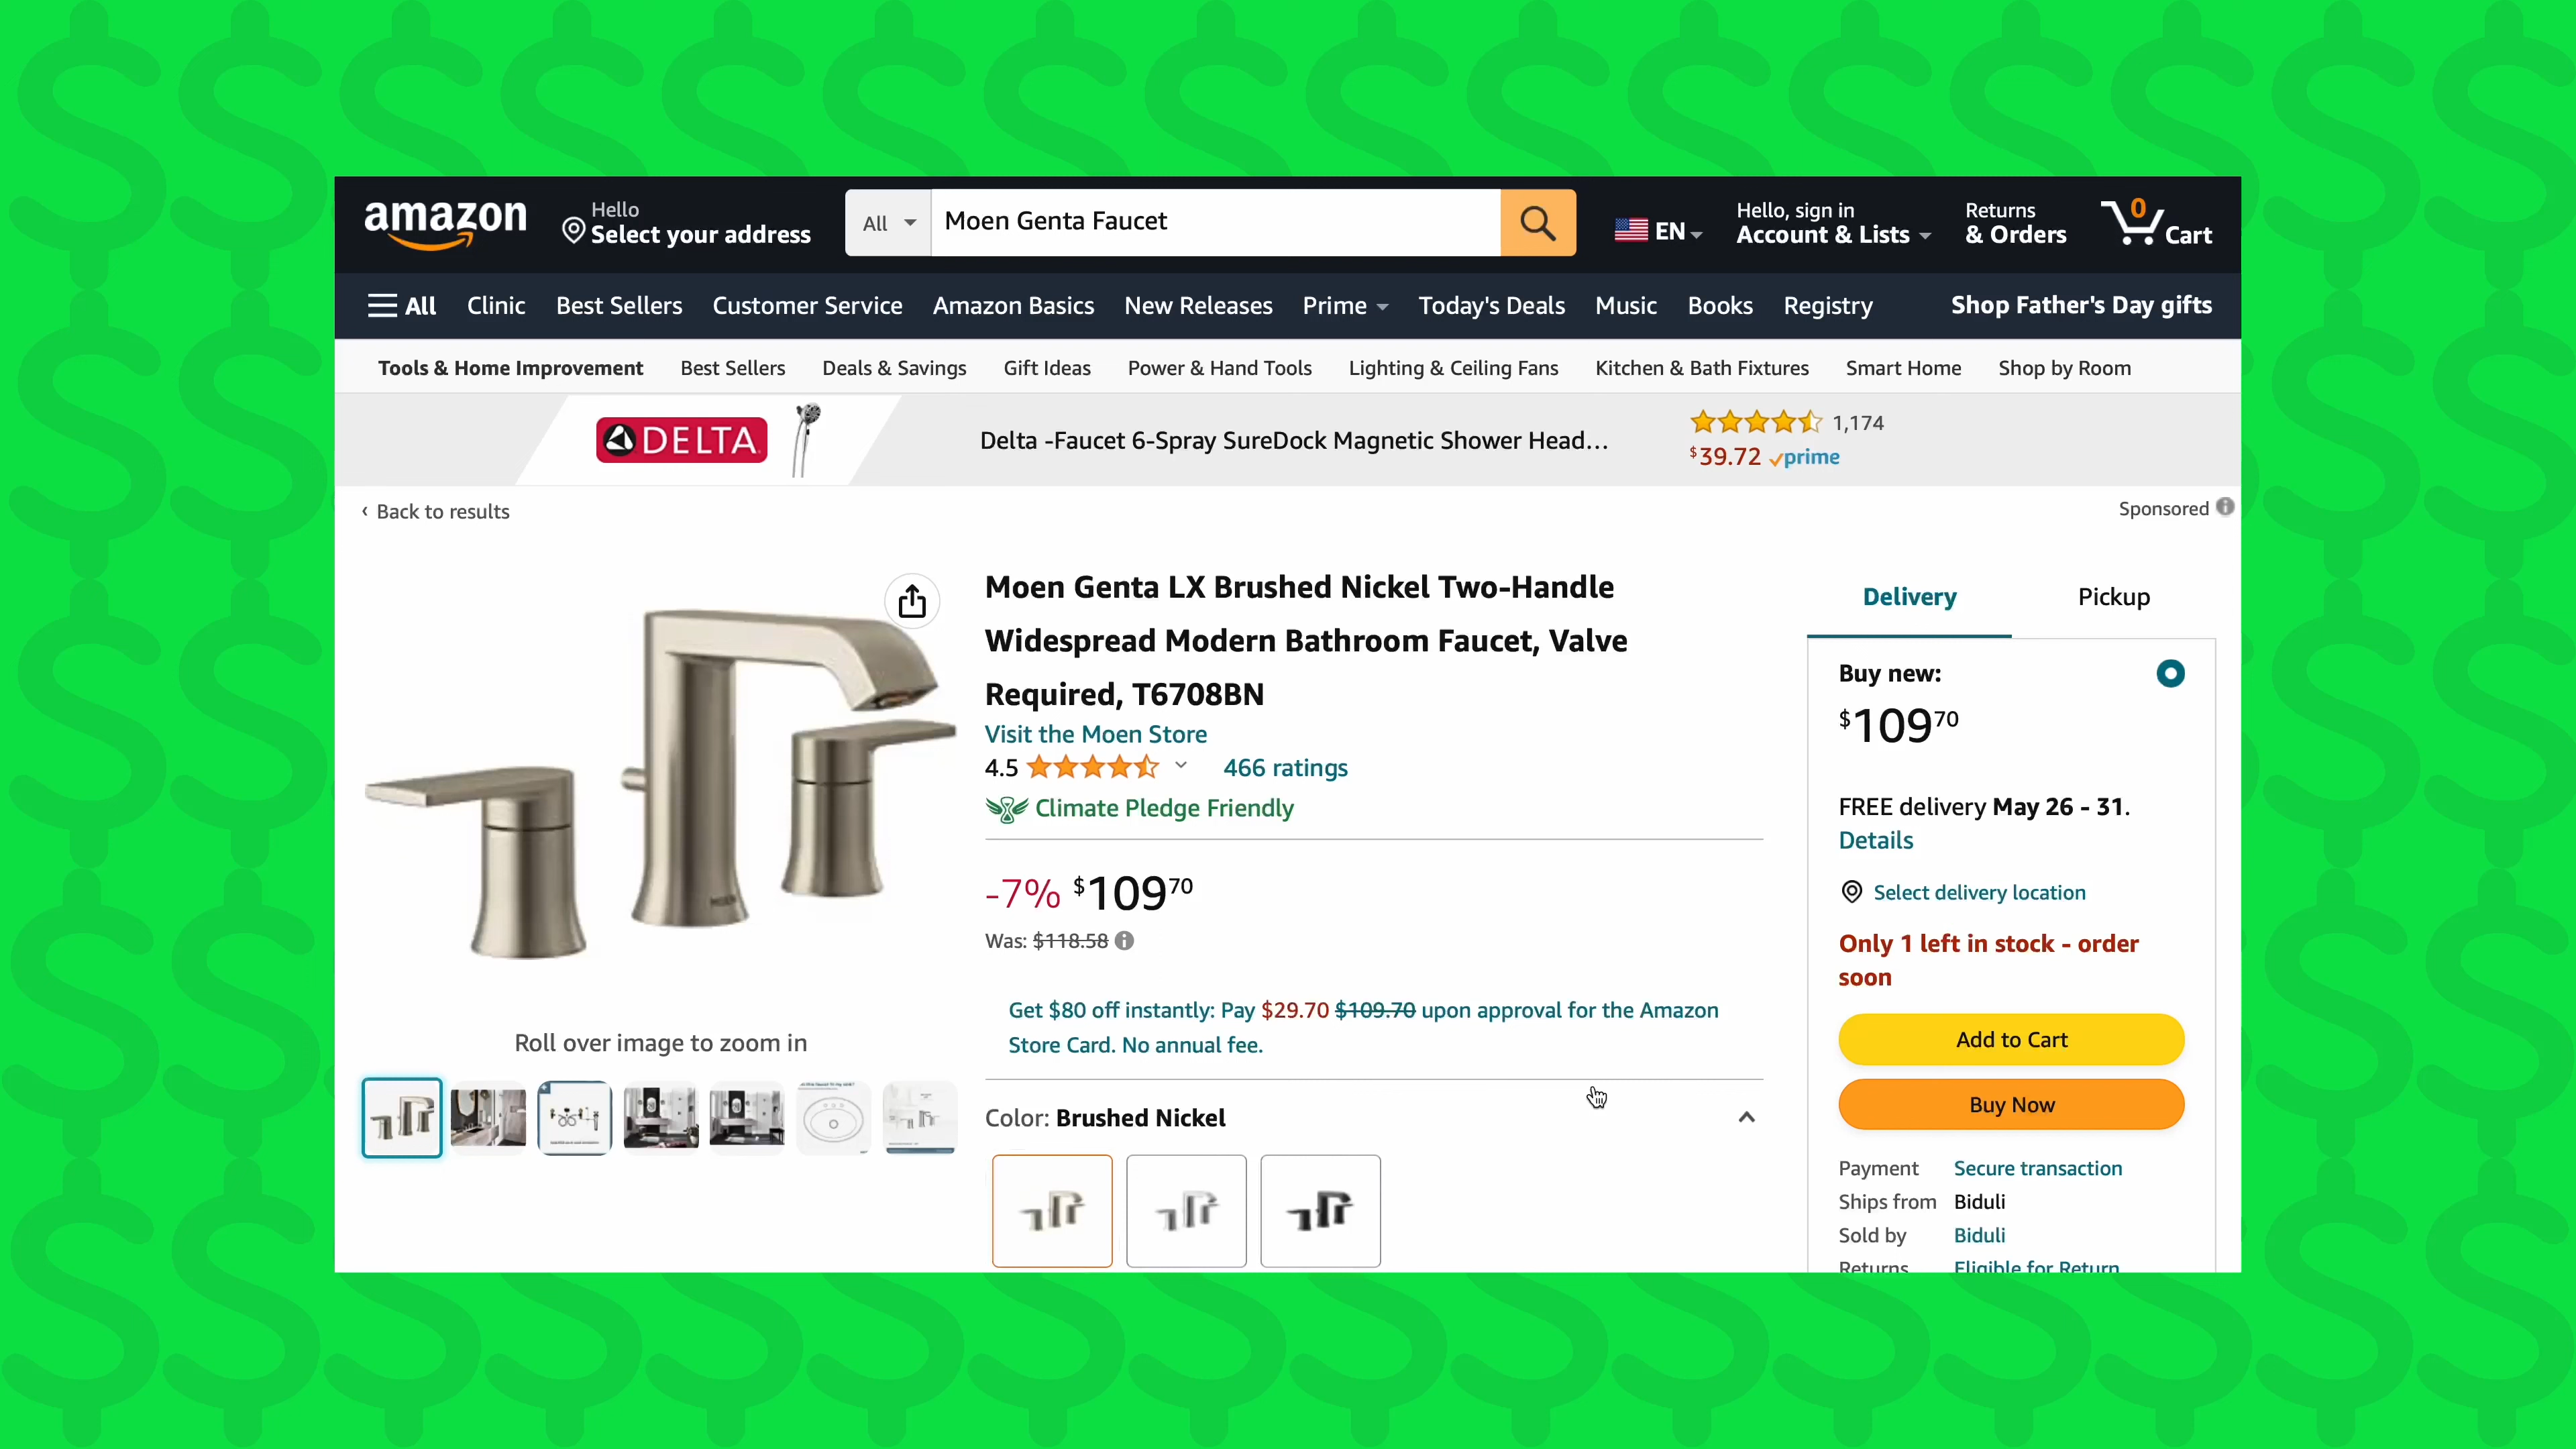 amazon
Hello
Select your address
All
Moen Genta Faucet
EN
Hello, sign in
Account & Lists
Returns
& Orders
0
Cart
All
Clinic
Best Sellers
Customer Service
Amazon Basics
New Releases
Prime
Today's Deals
Music
Books
Registry
Shop Father's Day gifts
Tools & Home Improvement
Best Sellers
Deals & Savings
Gift Ideas
Power & Hand Tools
Lighting & Ceiling Fans
Kitchen & Bath Fixtures
Smart Home
Shop by Room
DELTA
Delta -Faucet 6-Spray SureDock Magnetic Shower Head...
1,174
$39.72 prime
‹ Back to results
Sponsored
MOEN
Roll over image to zoom in
Moen Genta LX Brushed Nickel Two-Handle
Widespread Modern Bathroom Faucet, Valve
Required, T6708BN
Visit the Moen Store
4.5
466 ratings
Climate Pledge Friendly
-7% $109 70
Was: $118.58
Get $80 off instantly: Pay $29.70 $109.70 upon approval for the Amazon
Store Card. No annual fee.
Color: Brushed Nickel
Delivery
Pickup
Buy new:
$109 70
FREE delivery May 26 - 31.
Details
Select delivery location
Only 1 left in stock - order
soon
Add to Cart
Buy Now
Payment Secure transaction
Ships from Biduli
Sold by Biduli
Returns Eligible for Return